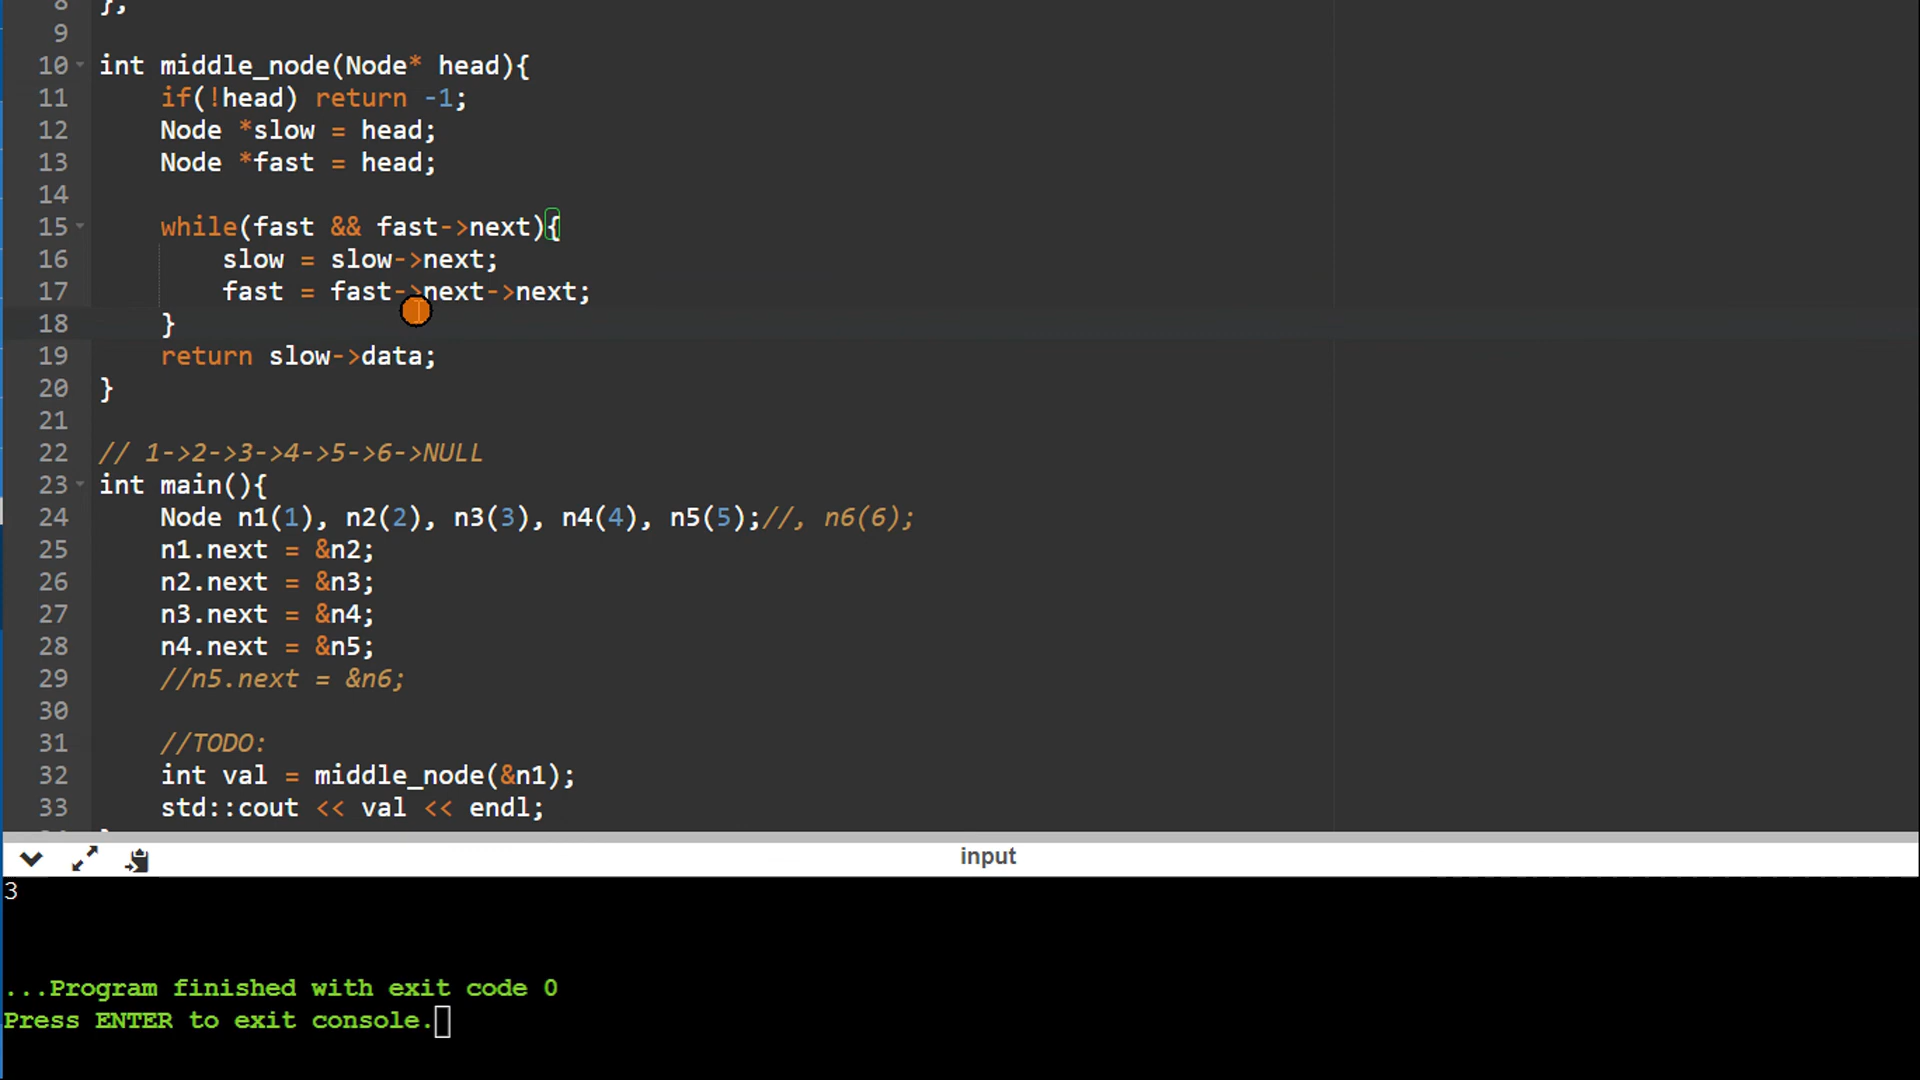 8 };
9
10 int middle_node(Node* head){
11 if(!head) return -1;
12 Node *slow = head;
13 Node *fast = head;
14
15 while(fast && fast->next){
16 slow = slow->next;
17 fast = fast->next->next;
18 }
19 return slow->data;
20 }
21
22 // 1->2->3->4->5->6->NULL
23 int main(){
24 Node n1(1), n2(2), n3(3), n4(4), n5(5);//, n6(6);
25 n1.next = &n2;
26 n2.next = &n3;
27 n3.next = &n4;
28 n4.next = &n5;
29 //n5.next = &n6;
30
31 //TODO:
32 int val = middle_node(&n1);
33 std::cout << val << endl;
input
3
...Program finished with exit code 0
Press ENTER to exit console.